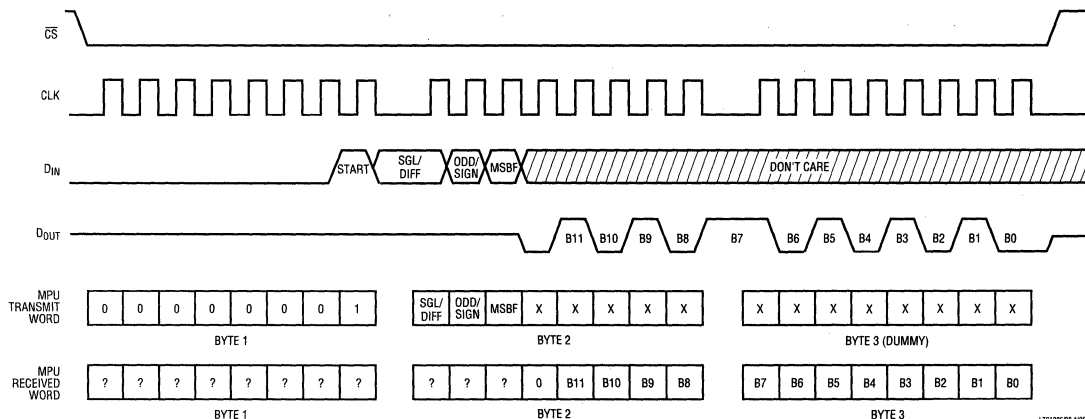 CS
CLK
DIN
START
SGL/
DIFF
ODD/
SIGN
MSBF
DON'T CARE
DOUT
B11 B10 B9 B8 B7 B6 B5 B4 B3 B2 B1 B0
MPU
TRANSMIT
WORD
0 0 0 0 0 0 0 1
SGL/
DIFF
ODD/
SIGN
MSBF X X X X X
X X X X X X X X
BYTE 1 BYTE 2 BYTE 3 (DUMMY)
MPU
RECEIVED
WORD
? ? ? ? ? ? ? ?
? ? ? 0 B11 B10 B9 B8
B7 B6 B5 B4 B3 B2 B1 B0
BYTE 1 BYTE 2 BYTE 3